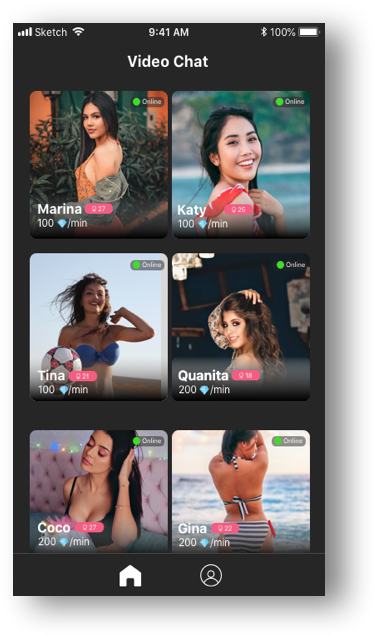 Sketch 9:41 AM 100%
Video Chat
Online Online
Marina 27 Katy 25
100 /min 100 /min
Online Online
Tina 21 Quanita 18
100 /min 200 /min
Online Online
Coco 27 Gina 22
200 /min 200 /min